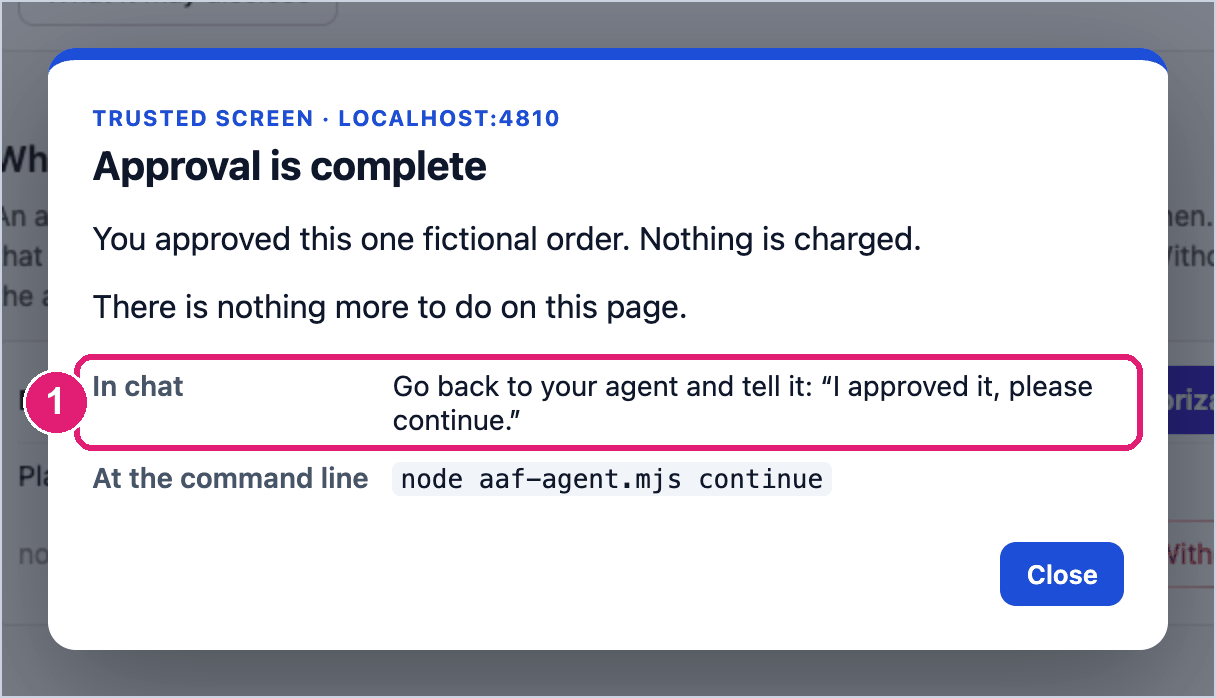 TRUSTED SCREEN · LOCALHOST:4810
Approval is complete
You approved this one fictional order. Nothing is charged.
There is nothing more to do on this page.
1
In chat
Go back to your agent and tell it: “I approved it, please
continue.”
At the command line
node aaf-agent.mjs continue
Close